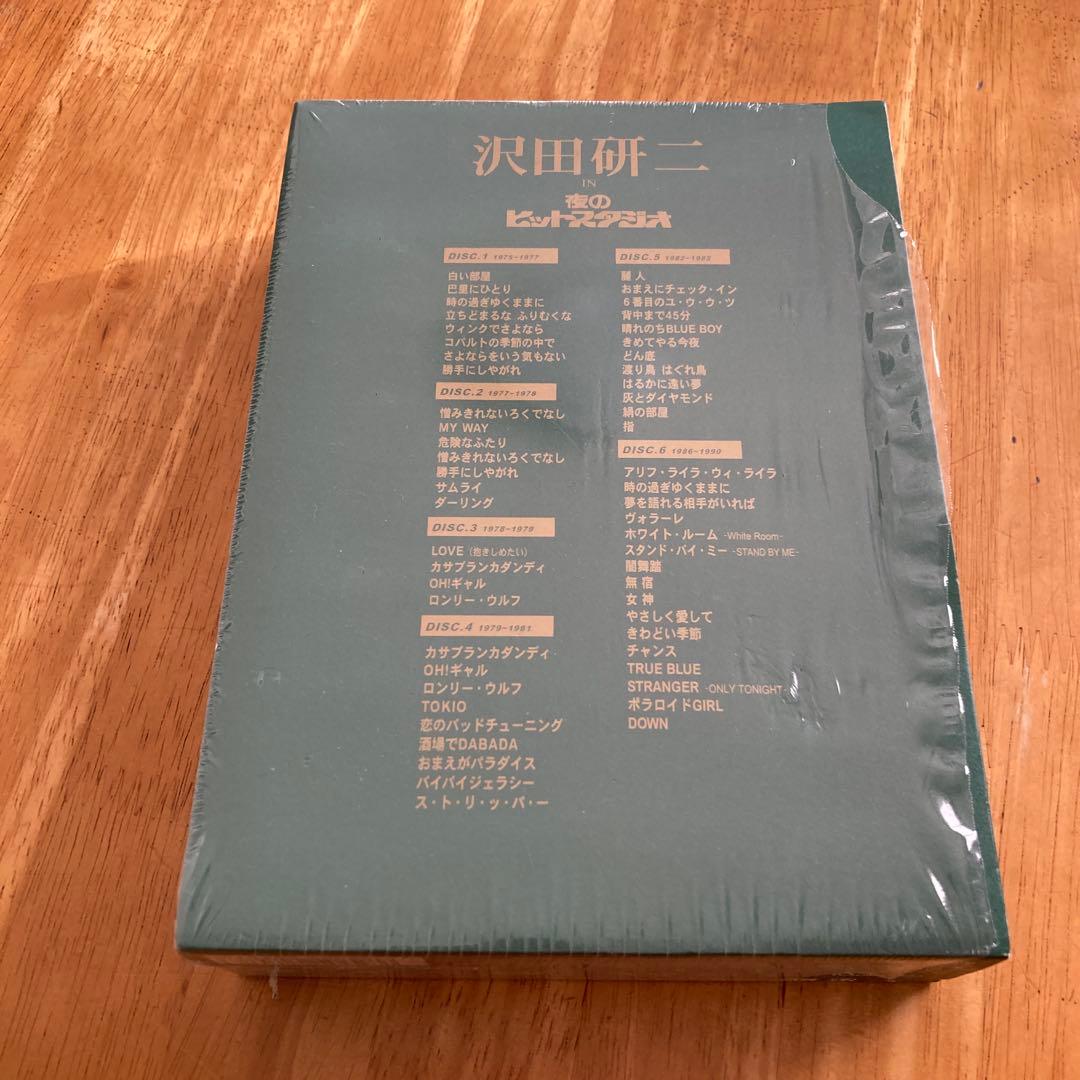 沢田研二
IN
夜の
ヒットスタジオ
DISC.1 1975-1977
白い部屋
巴里にひとり
時の過ぎゆくままに
立ちどまるな ふりむくな
ウィンクでさよなら
コバルトの季節の中で
さよならをいう気もない
勝手にしやがれ
DISC.2 1977-1978
憎みきれないろくでなし
MY WAY
危険なふたり
憎みきれないろくでなし
勝手にしやがれ
サムライ
ダーリング
DISC.3 1978-1979
LOVE (抱きしめたい)
カサブランカダンディ
OH!ギャル
ロンリー・ウルフ
DISC.4 1979-1981
カサブランカダンディ
OH!ギャル
ロンリー・ウルフ
TOKIO
恋のバッドチューニング
酒場でDABADA
おまえがパラダイス
バイバイジェラシー
ス・ト・リ・ッ・パ・ー
DISC.5 1982-1985
麗人
おまえにチェック・イン
6番目のユ・ウ・ウ・ツ
背中まで45分
晴れのちBLUE BOY
きめてやる今夜
どん底
渡り鳥 はぐれ鳥
はるかに遠い夢
灰とダイヤモンド
絹の部屋
指
DISC.6 1986-1990
アリフ・ライラ・ウィ・ライラ
時の過ぎゆくままに
夢を語れる相手がいれば
ヴォラーレ
ホワイト・ルーム -White Room-
スタンド・バイ・ミー -STAND BY ME-
闇舞踏
無宿
女神
やさしく愛して
きわどい季節
チャンス
TRUE BLUE
STRANGER -ONLY TONIGHT-
ポラロイドGIRL
DOWN